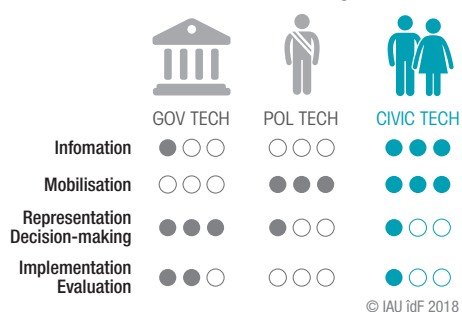 GOV TECH
POL TECH
CIVIC TECH
Infomation
Mobilisation
Representation
Decision-making
Implementation
Evaluation
© IAU îdF 2018